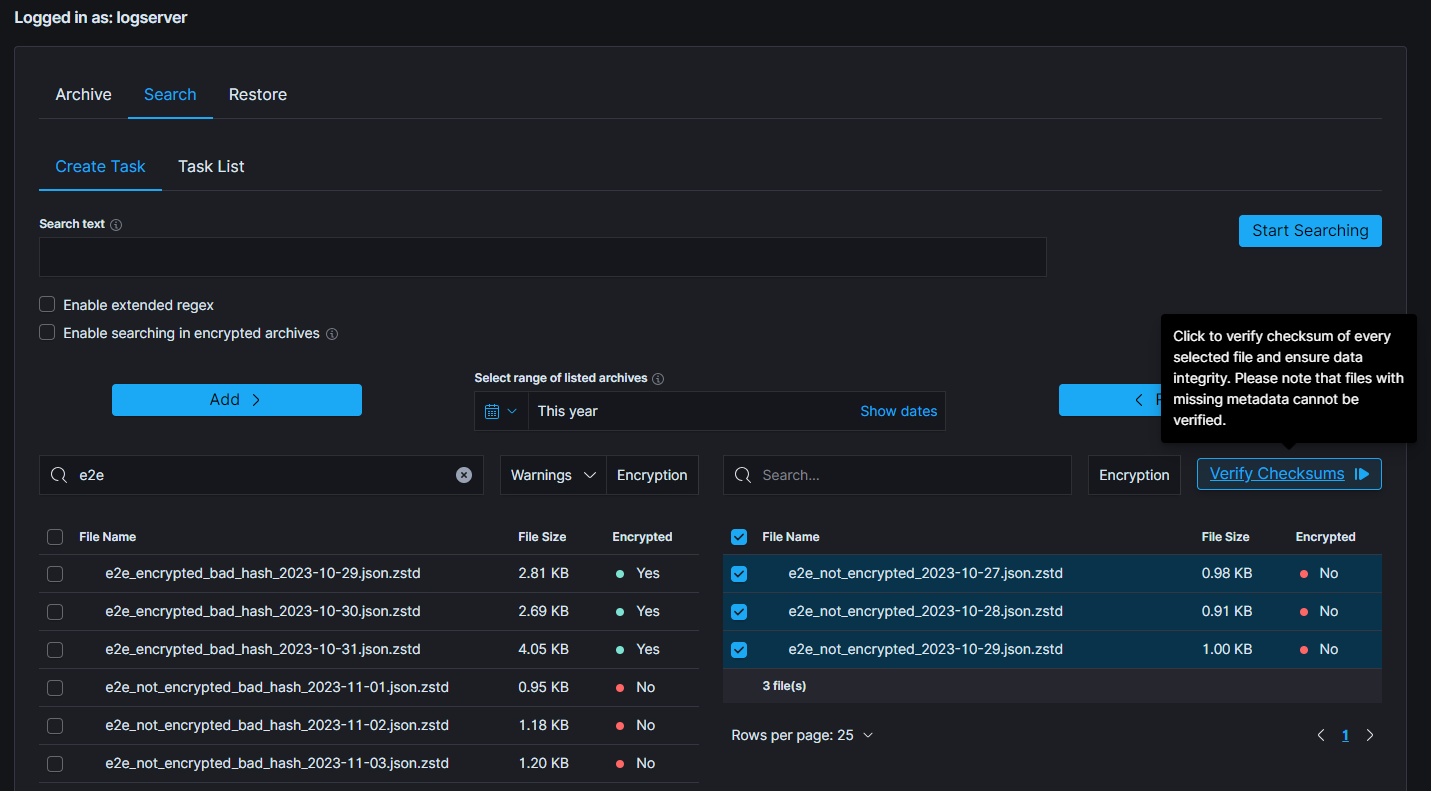 Logged in as: logserver
Archive
Search
Restore
Create Task
Task List
Search text
Start Searching
Enable extended regex
Enable searching in encrypted archives
Click to verify checksum of every
selected file and ensure data
integrity. Please note that files with
missing metadata cannot be
verified.
Add
Select range of listed archives
This year
Show dates
e2e
Warnings
Encryption
Search...
Encryption
Verify Checksums
File Name File Size Encrypted
e2e_encrypted_bad_hash_2023-10-29.json.zstd 2.81 KB Yes
e2e_encrypted_bad_hash_2023-10-30.json.zstd 2.69 KB Yes
e2e_encrypted_bad_hash_2023-10-31.json.zstd 4.05 KB Yes
e2e_not_encrypted_bad_hash_2023-11-01.json.zstd 0.95 KB No
e2e_not_encrypted_bad_hash_2023-11-02.json.zstd 1.18 KB No
e2e_not_encrypted_bad_hash_2023-11-03.json.zstd 1.20 KB No
File Name File Size Encrypted
e2e_not_encrypted_2023-10-27.json.zstd 0.98 KB No
e2e_not_encrypted_2023-10-28.json.zstd 0.91 KB No
e2e_not_encrypted_2023-10-29.json.zstd 1.00 KB No
3 file(s)
Rows per page: 25
1